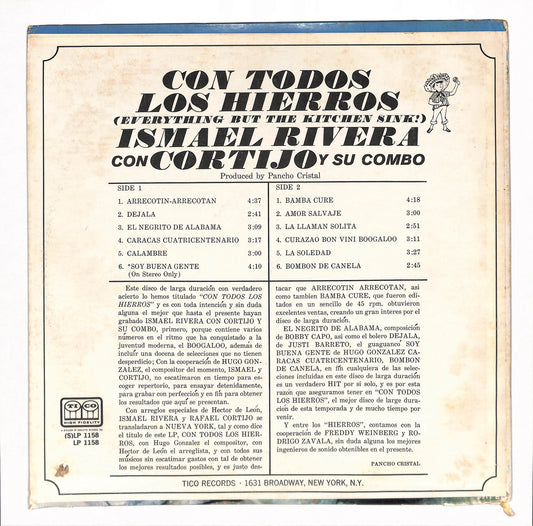 CON TODOS
LOS HIERROS
(EVERYTHING BUT THE KITCHEN SINK!)
ISMAEL RIVERA
CON CORTIJO Y SU COMBO
Produced by Pancho Cristal
SIDE 1
1. ARRECOTIN-ARRECOTAN 4:37
2. DEJALA 2:41
3. EL NEGRITO DE ALABAMA 3:09
4. CARACAS CUATRICENTENARIO 3:17
5. CALAMBRE 3:00
6. *SOY BUENA GENTE 4:10
(On Stereo Only)
SIDE 2
1. BAMBA CURE 4:18
2. AMOR SALVAJE 3:00
3. LA LLAMAN SOLITA 2:51
4. CURAZAO BON VINI BOOGALOO 3:11
5. LA SOLEDAD 3:27
6. BOMBON DE CANELA 2:45
Este disco de larga duración con verdadero
acierto lo hemos titulado "CON TODOS LOS
HIERROS" y es con toda intención y sin duda
alguna el mejor que hasta el presente hayan
grabado ISMAEL RIVERA CON CORTIJO Y
SU COMBO, primero, porque contiene varios
números en el ritmo que ha conquistado a la
juventud moderna, el BOOGALOO, además de
incluir una docena de selecciones que no tienen
desperdicio; Con la cooperación de HUGO GON-
ZALEZ, el compositor del momento, ISMAEL y
CORTIJO, no escatimaron en tiempo para es-
coger repertorio, para ensayar detenidamente,
para grabar con perfección y en fin para obtener
los resultados que aquí se presentan.
Con arreglos especiales de Hector de León,
ISMAEL RIVERA y RAFAEL CORTIJO se
transladaron a NUEVA YORK, tal y como dice
el titulo de este LP, CON TODOS LOS HIER-
ROS, con Hugo Gonzalez el compositor, con
Hector de León el arreglista, y con todos sus
músicos sin escatimar gastos con tal de obtener
los mejores resultados posibles, y es justo des-
tacar que ARRECOTIN ARRECOTAN, asi
como tambien BAMBA CURE, que fueron edi-
tados en un sencillo de 45 rpm. obtuvieron
excelentes ventas, creando un gran interes por el
disco de larga duración.
EL NEGRITO DE ALABAMA, composición
de BOBBY CAPO, asi como el bolero DEJALA,
de JUSTI BARRETO, el guaguancó SOY
BUENA GENTE de HUGO GONZALEZ CA-
RACAS CUATRICENTENARIO, BOMBON
DE CANELA, en fin cualquiera de las selec-
ciones incluidas en este disco de larga duración
es un verdadero HIT por si solo, y es por esta
razón que aseguramos tener en "CON TODOS
LOS HIERROS", el mejor disco de larga dura-
ción de esta temporada y de mucho tiempo por
venir.
Y entre los "HIERROS", contamos con la
cooperación de FREDDY WEINBERG y RO-
DRIGO ZAVALA, sin duda alguna los mejores
ingenieros de sonido obtenibles en el presente.
PANCHO CRISTAL
TICO
HIGH FIDELITY
(S)LP 1158
LP 1158
TICO RECORDS - 1631 BROADWAY, NEW YORK, N.Y.